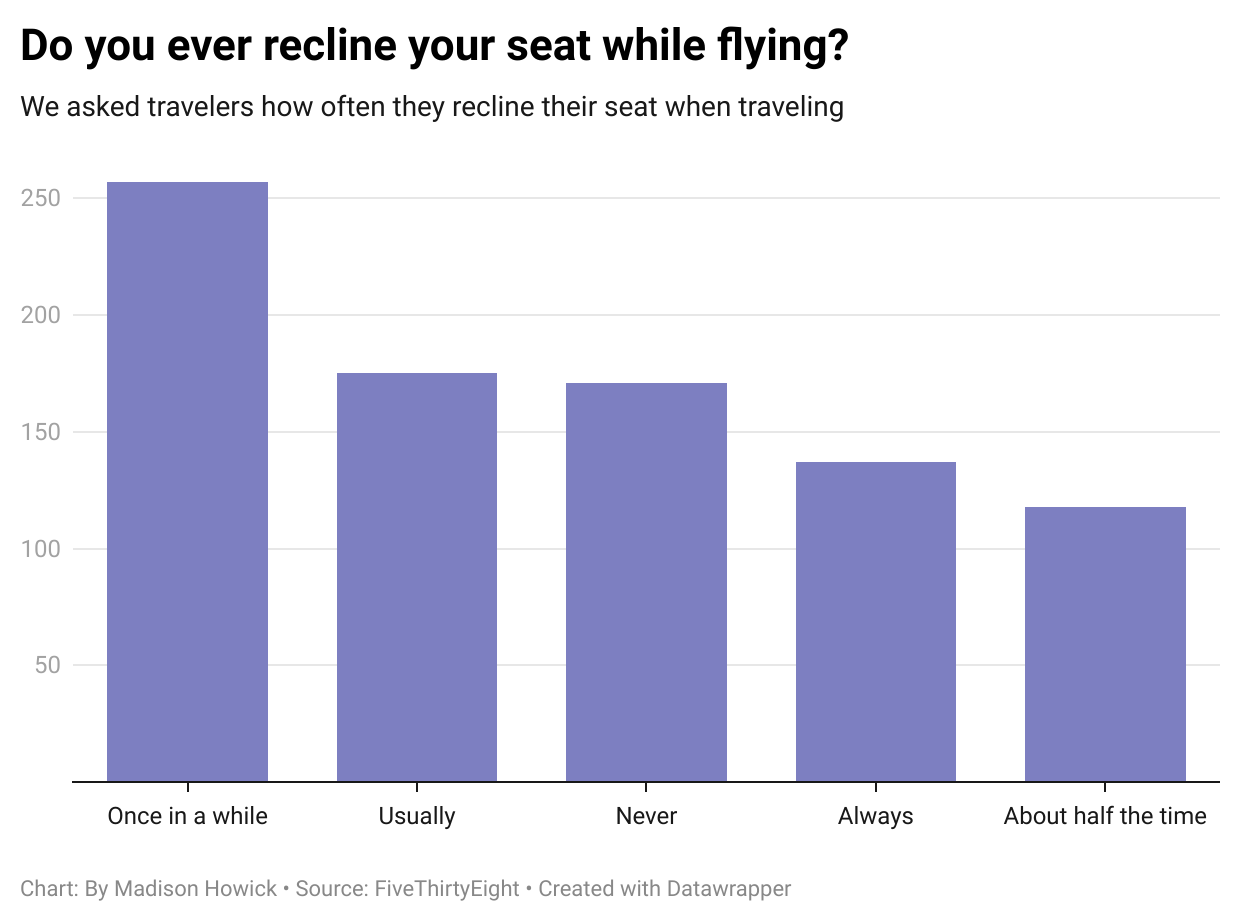 Do you ever recline your seat while flying?
We asked travelers how often they recline their seat when traveling
250
200
150
100
50
Once in a while
Usually
Never
Always
About half the time
Chart: By Madison Howick • Source: FiveThirtyEight • Created with Datawrapper